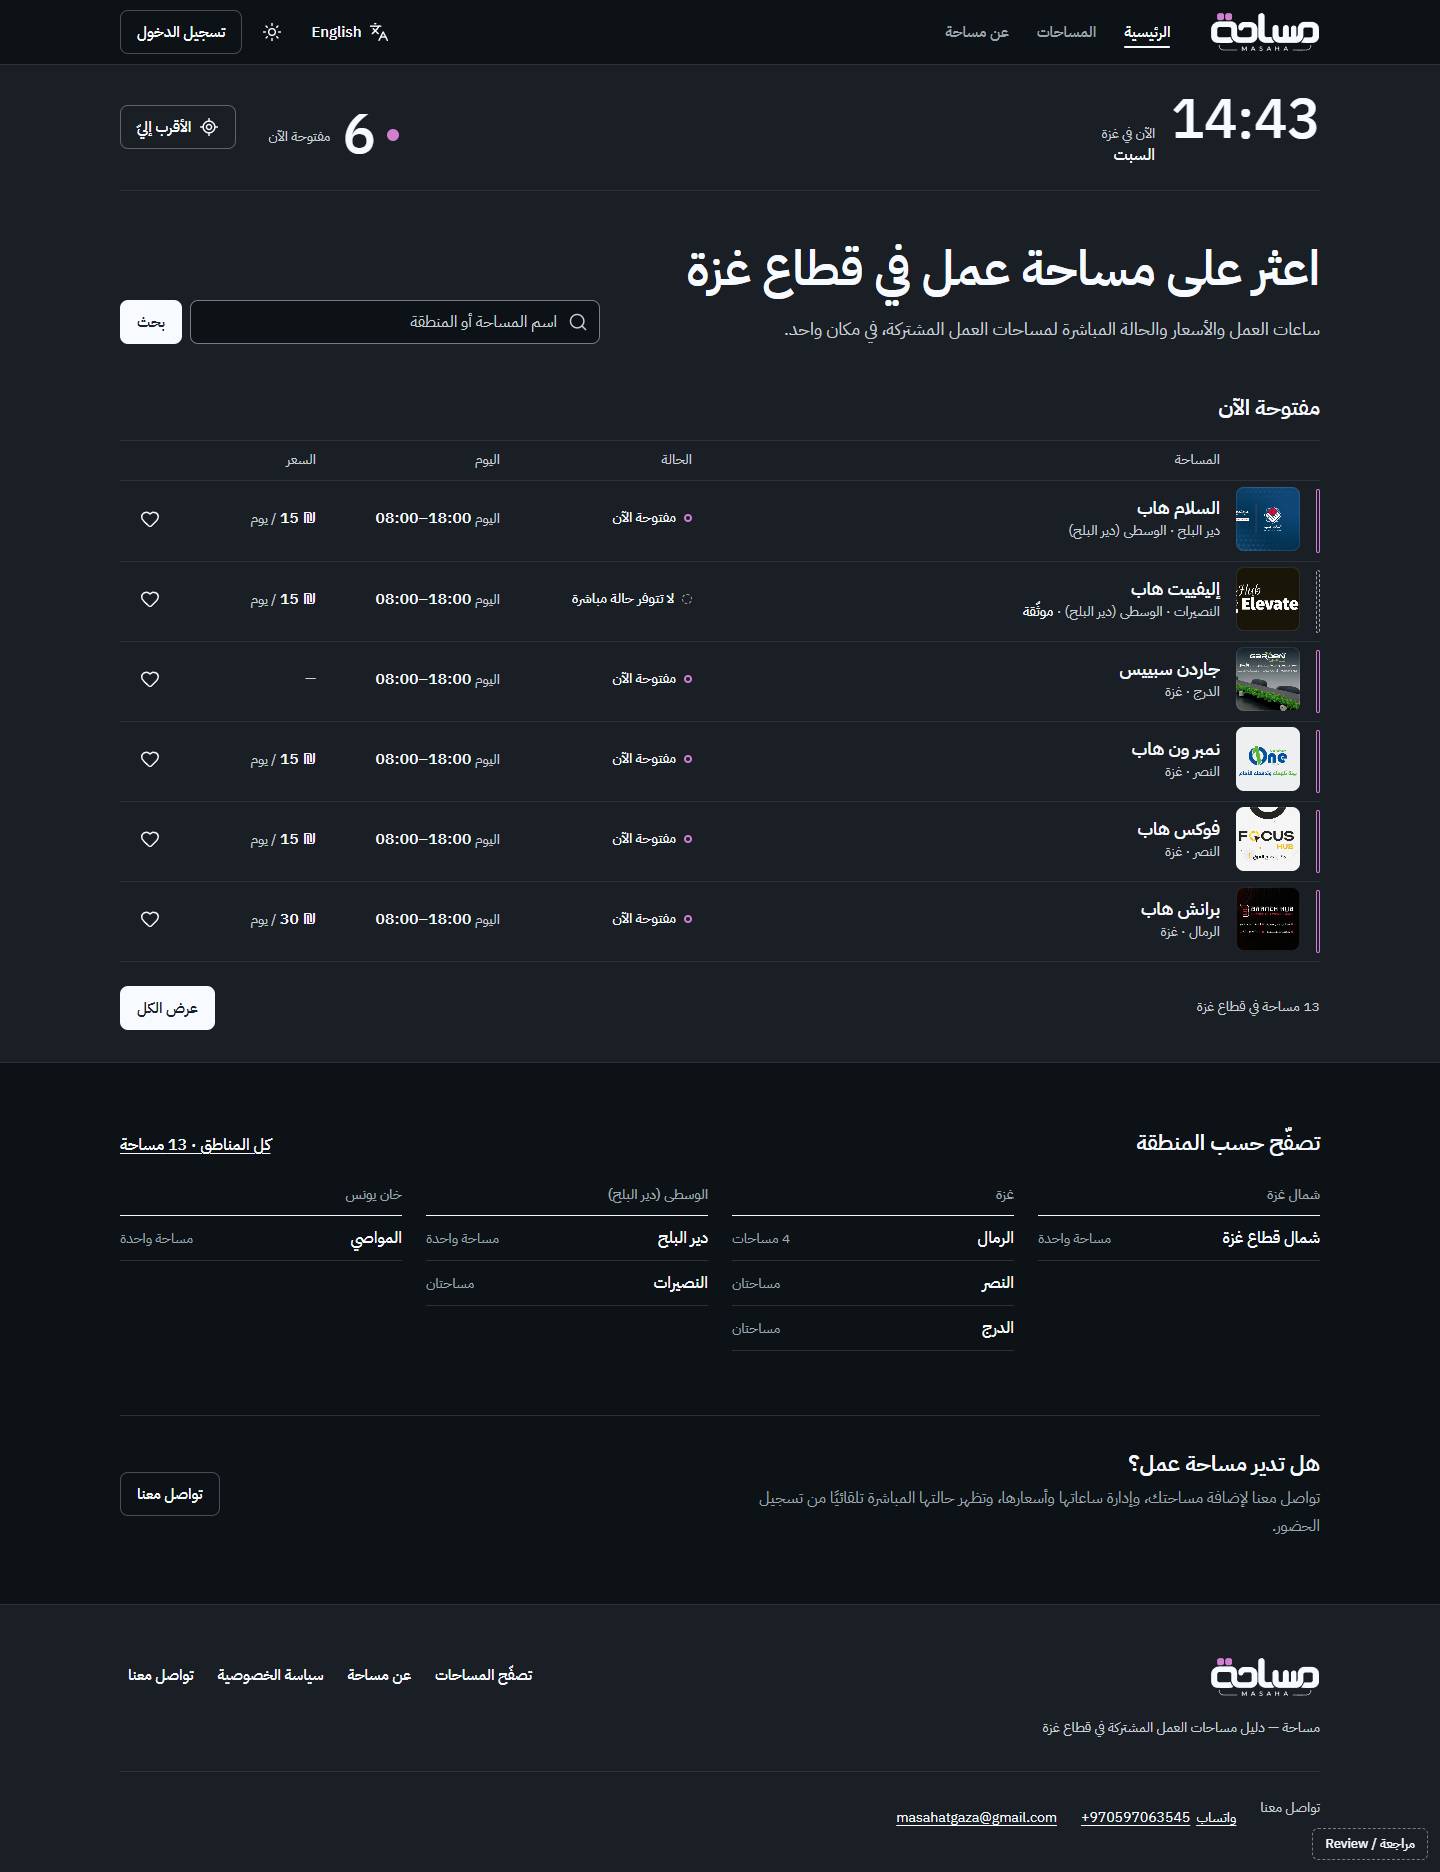 مساحة
MASAHA
الرئيسية
المساحات
عن مساحة
English
تسجيل الدخول
14:43
الآن في غزة
السبت
6
مفتوحة الآن
الأقرب إليّ
اعثر على مساحة عمل في قطاع غزة
ساعات العمل والأسعار والحالة المباشرة لمساحات العمل المشتركة، في مكان واحد.
اسم المساحة أو المنطقة
بحث
مفتوحة الآن
المساحة
الحالة
اليوم
السعر
السلام هاب
دير البلح · الوسطى (دير البلح)
مفتوحة الآن
اليوم 08:00–18:00
₪ 15 / يوم
Hub
Elevate
إليفييت هاب
النصيرات · الوسطى (دير البلح) · موثّقة
لا تتوفر حالة مباشرة
اليوم 08:00–18:00
₪ 15 / يوم
GARDEN
جاردن سبييس
الدرج · غزة
مفتوحة الآن
اليوم 08:00–18:00
—
One
نمبر ون هاب
النصر · غزة
مفتوحة الآن
اليوم 08:00–18:00
₪ 15 / يوم
FOCUS
HUB
فوكس هاب
النصر · غزة
مفتوحة الآن
اليوم 08:00–18:00
₪ 15 / يوم
BRANCH HUB
برانش هاب
الرمال · غزة
مفتوحة الآن
اليوم 08:00–18:00
₪ 30 / يوم
13 مساحة في قطاع غزة
عرض الكل
تصفّح حسب المنطقة
كل المناطق · 13 مساحة
شمال غزة
شمال قطاع غزة
مساحة واحدة
غزة
الرمال
4 مساحات
النصر
مساحتان
الدرج
مساحتان
الوسطى (دير البلح)
دير البلح
مساحة واحدة
النصيرات
مساحتان
خان يونس
المواصي
مساحة واحدة
هل تدير مساحة عمل؟
تواصل معنا لإضافة مساحتك، وإدارة ساعاتها وأسعارها، وتظهر حالتها المباشرة تلقائيًا من تسجيل
الحضور.
تواصل معنا
مساحة
MASAHA
تصفّح المساحات
عن مساحة
سياسة الخصوصية
تواصل معنا
مساحة — دليل مساحات العمل المشتركة في قطاع غزة
تواصل معنا
واتساب +970597063545
masahatgaza@gmail.com
مراجعة / Review